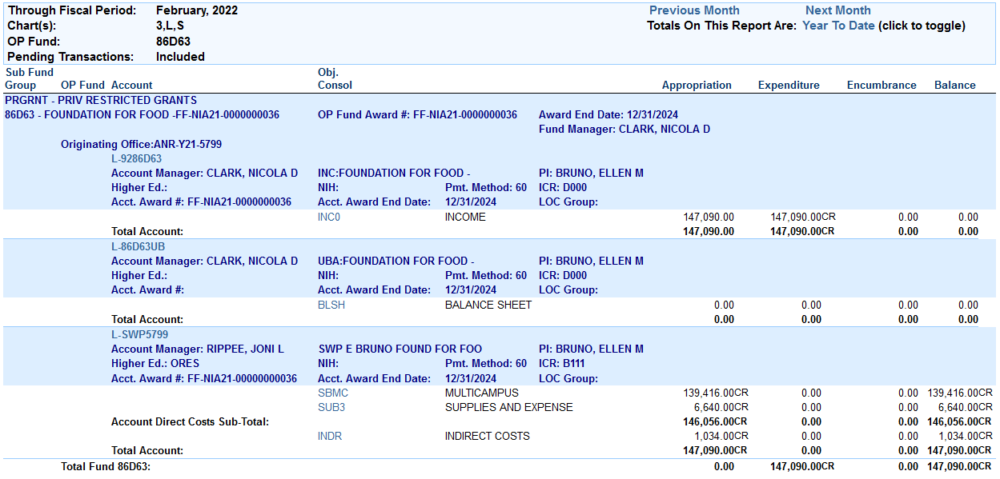 Through Fiscal Period: February, 2022 Previous Month Next Month
Chart(s): 3,L,S Totals On This Report Are: Year To Date (click to toggle)
OP Fund: 86D63
Pending Transactions: Included
Sub Fund Obj.
Group OP Fund Account Consol Appropriation Expenditure Encumbrance Balance
PRGRNT - PRIV RESTRICTED GRANTS
86D63 - FOUNDATION FOR FOOD -FF-NIA21-0000000036 OP Fund Award #: FF-NIA21-0000000036 Award End Date: 12/31/2024
Fund Manager: CLARK, NICOLA D
Originating Office:ANR-Y21-5799
L-9286D63
Account Manager: CLARK, NICOLA D INC:FOUNDATION FOR FOOD - PI: BRUNO, ELLEN M
Higher Ed.: NIH: Pmt. Method: 60 ICR: D000
Acct. Award #: FF-NIA21-0000000036 Acct. Award End Date: 12/31/2024 LOC Group:
INC0 INCOME 147,090.00 147,090.00CR 0.00 0.00
Total Account: 147,090.00 147,090.00CR 0.00 0.00
L-86D63UB
Account Manager: CLARK, NICOLA D UBA:FOUNDATION FOR FOOD - PI: BRUNO, ELLEN M
Higher Ed.: NIH: Pmt. Method: 60 ICR: D000
Acct. Award #: Acct. Award End Date: 12/31/2024 LOC Group:
BLSH BALANCE SHEET 0.00 0.00 0.00 0.00
Total Account: 0.00 0.00 0.00 0.00
L-SWP5799
Account Manager: RIPPEE, JONI L SWP E BRUNO FOUND FOR FOO PI: BRUNO, ELLEN M
Higher Ed.: ORES NIH: Pmt. Method: 60 ICR: B111
Acct. Award #: FF-NIA21-00000000036 Acct. Award End Date: 12/31/2024 LOC Group:
SBMC MULTICAMPUS 139,416.00CR 0.00 0.00 139,416.00CR
SUB3 SUPPLIES AND EXPENSE 6,640.00CR 0.00 0.00 6,640.00CR
Account Direct Costs Sub-Total: 146,056.00CR 0.00 0.00 146,056.00CR
INDR INDIRECT COSTS 1,034.00CR 0.00 0.00 1,034.00CR
Total Account: 147,090.00CR 0.00 0.00 147,090.00CR
Total Fund 86D63: 0.00 147,090.00CR 0.00 147,090.00CR